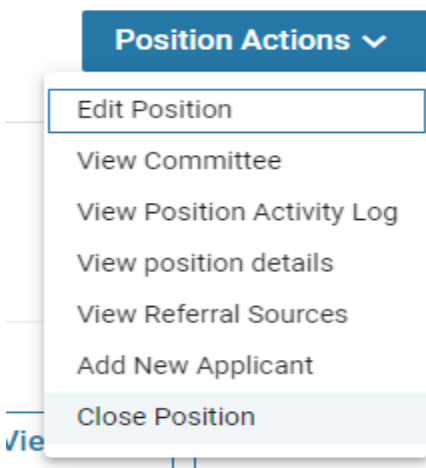 Position Actions
Edit Position
View Committee
View Position Activity Log
View position details
View Referral Sources
Add New Applicant
Close Position